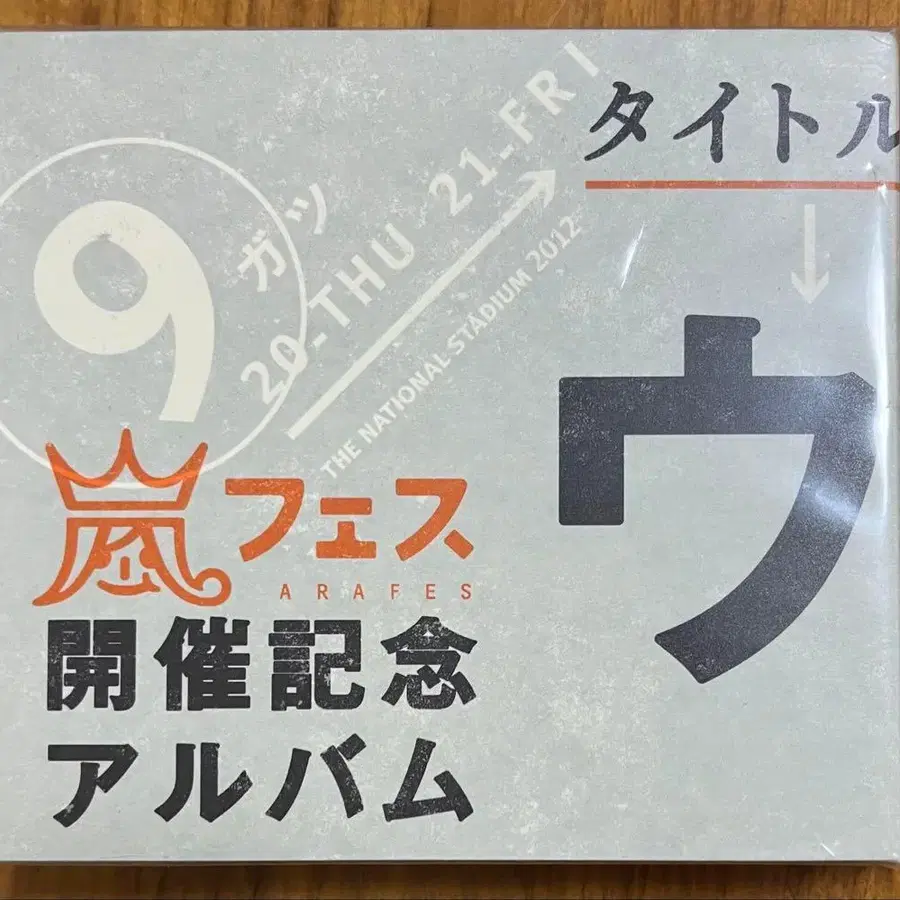 9
ガツ
20-THU 21-FRI
THE NATIONAL STADIUM 2012
タイトル
↓
ウ
嵐フェス
ARAFES
開催記念
アルバム